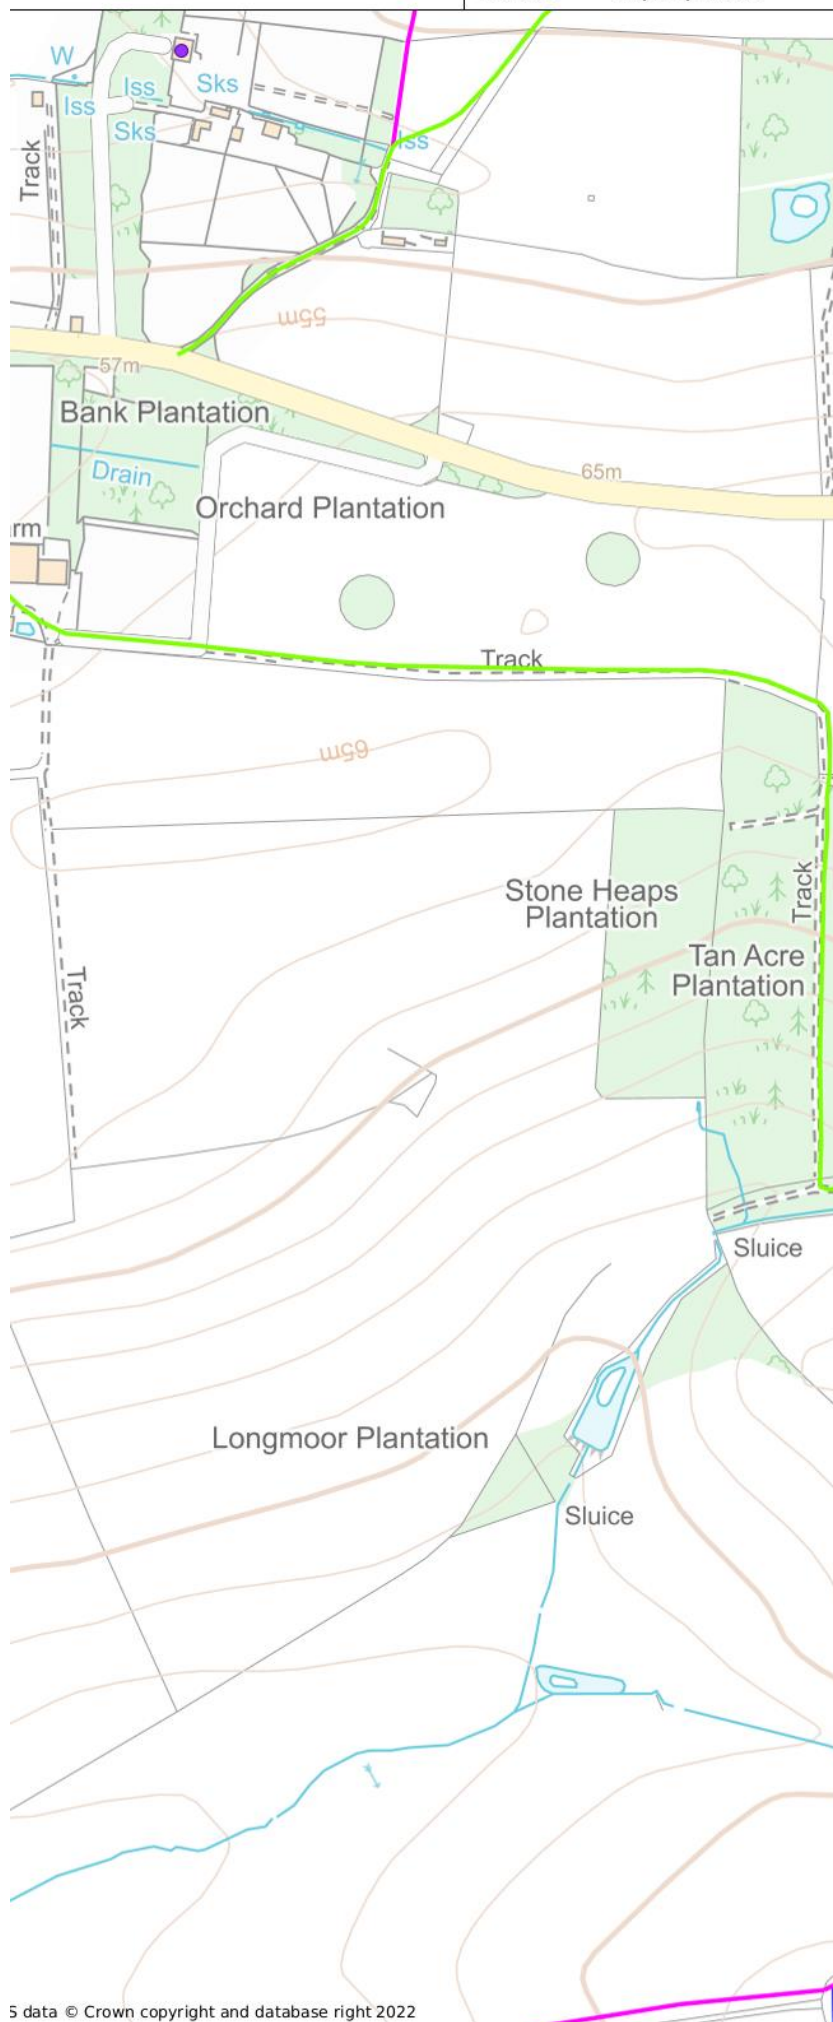 W
Iss
Sks
Iss
Sks
Iss
Track
55m
57m
Bank Plantation
65m
Drain
Orchard Plantation
rm
Track
65m
Stone Heaps
Plantation
Track
Tan Acre
Plantation
Track
Sluice
Longmoor Plantation
Sluice
S data © Crown copyright and database right 2022